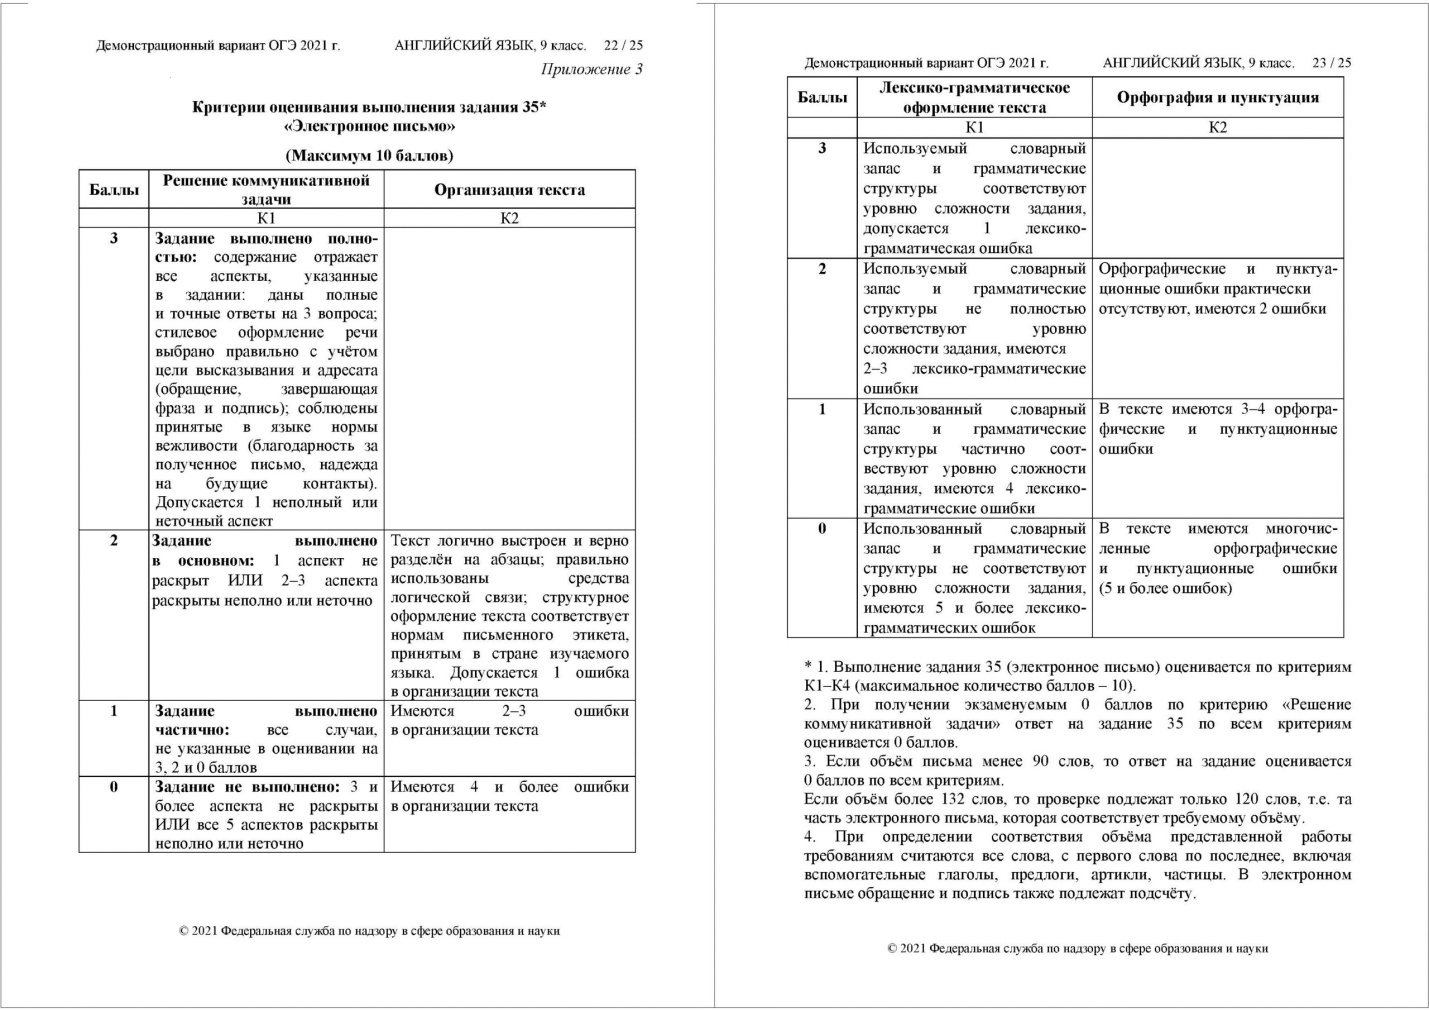 Демонстрационный вариант ОГЭ 2021 г. АНГЛИЙСКИЙ ЯЗЫК, 9 класс. 22 / 25
Приложение 3
Критерии оценивания выполнения задания 35*
«Электронное письмо»
(Максимум 10 баллов)
Баллы
Решение коммуникативной
задачи
Организация текста
К1
К2
3
Задание выполнено полно-
стью: содержание отражает
все аспекты, указанные
в задании: даны полные
и точные ответы на 3 вопроса;
стилевое оформление речи
выбрано правильно с учётом
цели высказывания и адресата
(обращение, завершающая
фраза и подпись); соблюдены
принятые в языке нормы
вежливости (благодарность за
полученное письмо, надежда
на будущие контакты).
Допускается 1 неполный или
неточный аспект
2
Задание выполнено
в основном: 1 аспект не
раскрыт ИЛИ 2–3 аспекта
раскрыты неполно или неточно
Текст логично выстроен и верно
разделён на абзацы; правильно
использованы средства
логической связи; структурное
оформление текста соответствует
нормам письменного этикета,
принятым в стране изучаемого
языка. Допускается 1 ошибка
в организации текста
1
Задание выполнено
частично: все случаи,
не указанные в оценивании на
3, 2 и 0 баллов
Имеются 2–3 ошибки
в организации текста
0
Задание не выполнено: 3 и
более аспекта не раскрыты
ИЛИ все 5 аспектов раскрыты
неполно или неточно
Имеются 4 и более ошибки
в организации текста
© 2021 Федеральная служба по надзору в сфере образования и науки
Демонстрационный вариант ОГЭ 2021 г. АНГЛИЙСКИЙ ЯЗЫК, 9 класс. 23 / 25
Баллы
Лексико-грамматическое
оформление текста
Орфография и пунктуация
К1
К2
3
Используемый словарный
запас и грамматические
структуры соответствуют
уровню сложности задания,
допускается 1 лексико-
грамматическая ошибка
2
Используемый словарный
запас и грамматические
структуры не полностью
соответствуют уровню
сложности задания, имеются
2–3 лексико-грамматические
ошибки
Орфографические и пунктуа-
ционные ошибки практически
отсутствуют, имеются 2 ошибки
1
Использованный словарный
запас и грамматические
структуры частично соот-
вествуют уровню сложности
задания, имеются 4 лексико-
грамматические ошибки
В тексте имеются 3–4 орфогра-
фические и пунктуационные
ошибки
0
Использованный словарный
запас и грамматические
структуры не соответствуют
уровню сложности задания,
имеются 5 и более лексико-
грамматических ошибок
В тексте имеются многочис-
ленные орфографические
и пунктуационные ошибки
(5 и более ошибок)
* 1. Выполнение задания 35 (электронное письмо) оценивается по критериям
К1–К4 (максимальное количество баллов – 10).
2. При получении экзаменуемым 0 баллов по критерию «Решение
коммуникативной задачи» ответ на задание 35 по всем критериям
оценивается 0 баллов.
3. Если объём письма менее 90 слов, то ответ на задание оценивается
0 баллов по всем критериям.
Если объём более 132 слов, то проверке подлежат только 120 слов, т.е. та
часть электронного письма, которая соответствует требуемому объёму.
4. При определении соответствия объёма представленной работы
требованиям считаются все слова, с первого слова по последнее, включая
вспомогательные глаголы, предлоги, артикли, частицы. В электронном
письме обращение и подпись также подлежат подсчёту.
© 2021 Федеральная служба по надзору в сфере образования и науки